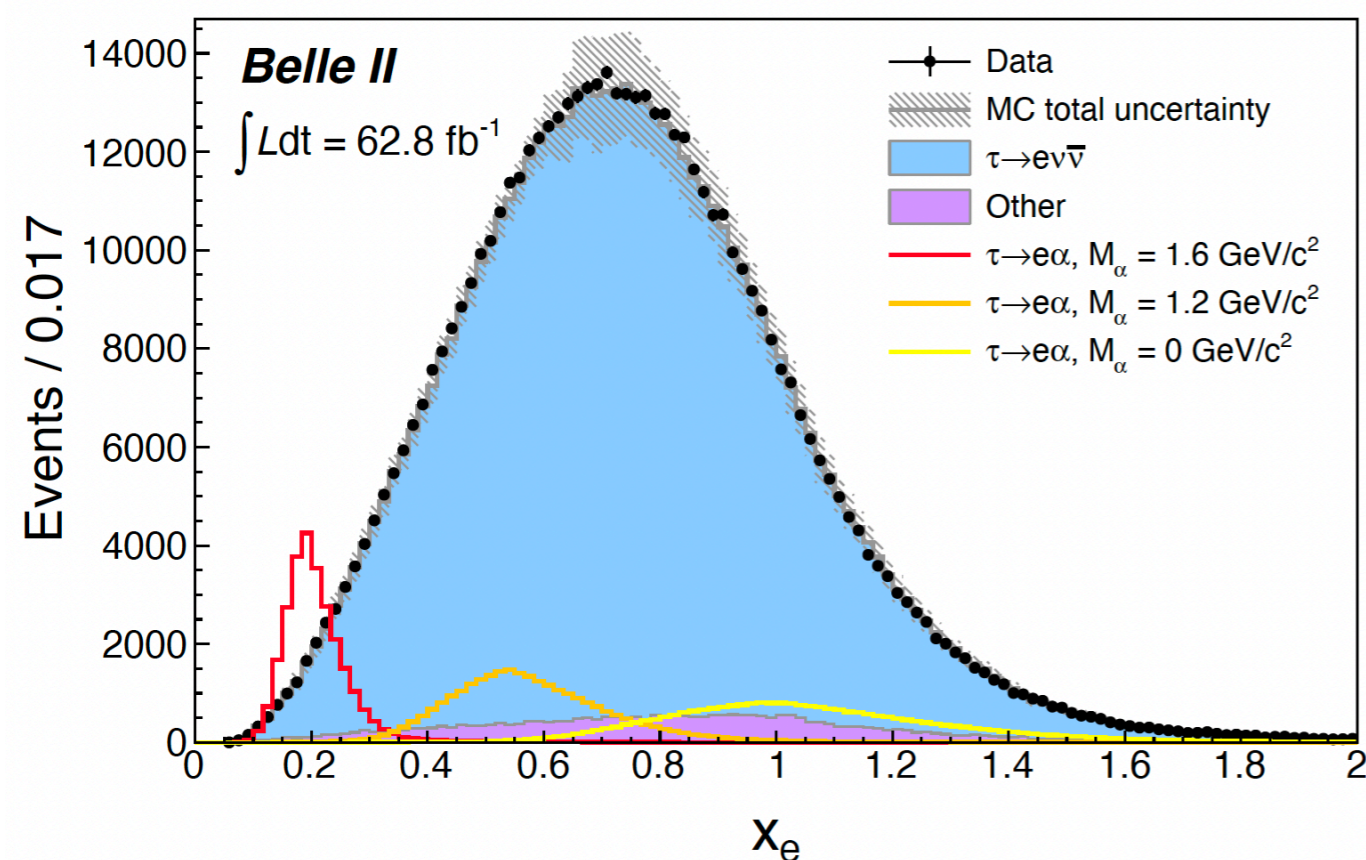 Belle II
∫Ldt = 62.8 fb⁻¹
Data
MC total uncertainty
τ→eνν̅
Other
τ→eα, Mα = 1.6 GeV/c²
τ→eα, Mα = 1.2 GeV/c²
τ→eα, Mα = 0 GeV/c²
Events / 0.017
14000
12000
10000
8000
6000
4000
2000
0
0 0.2 0.4 0.6 0.8 1 1.2 1.4 1.6 1.8 2
xₑ